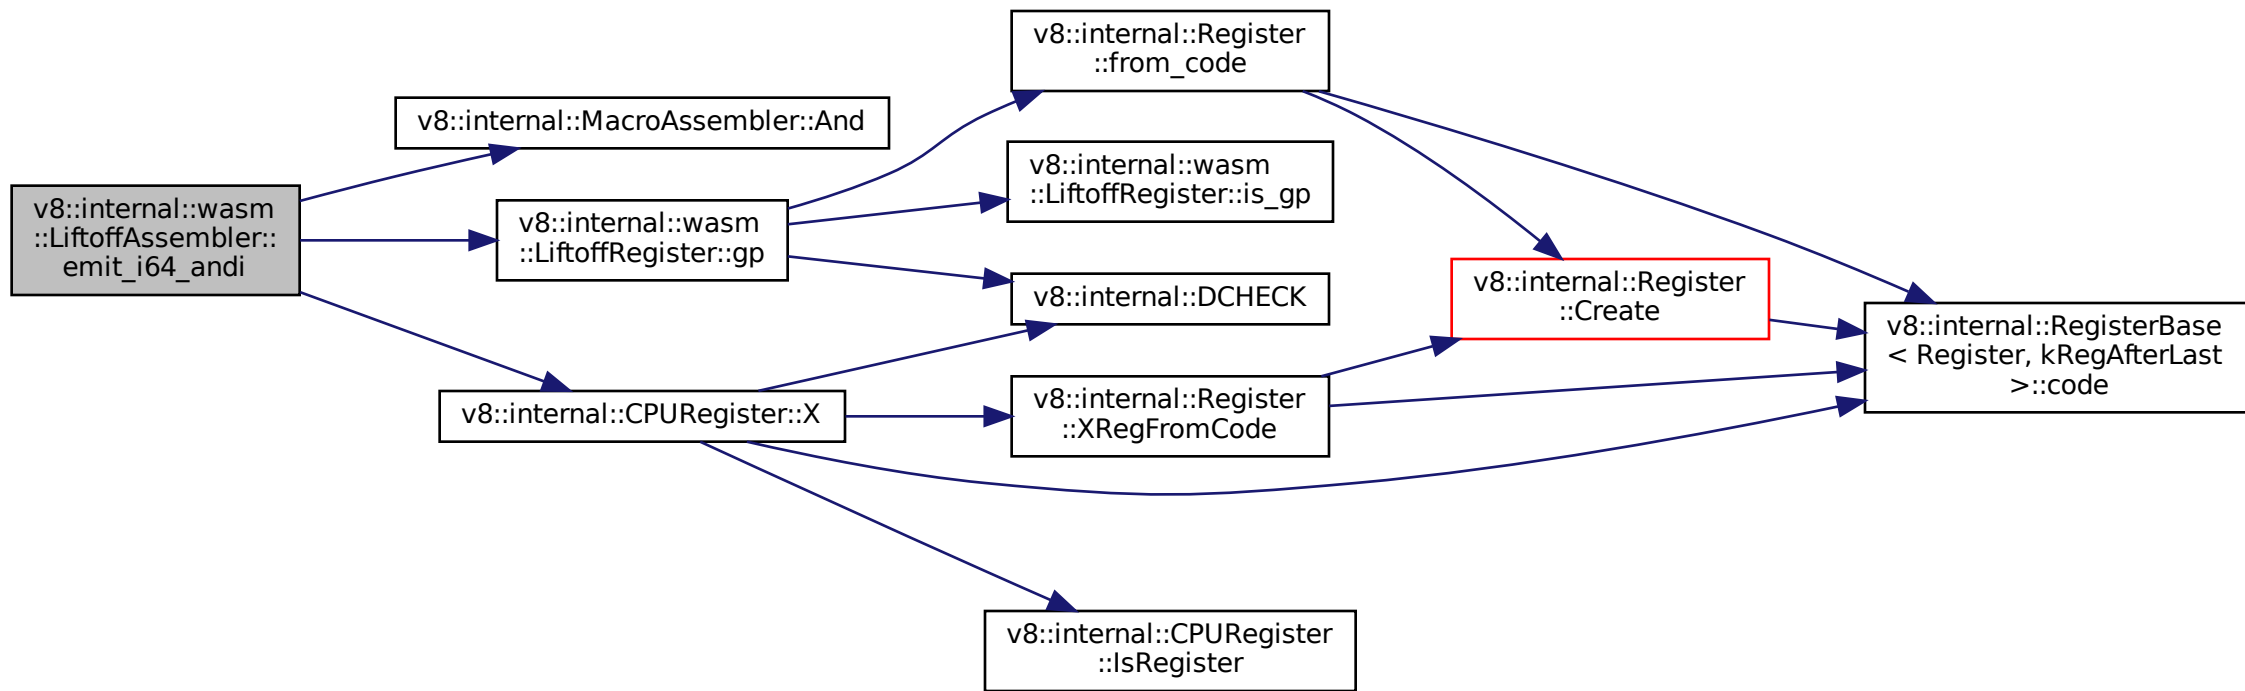 v8::internal::wasm
::LiftoffAssembler::
emit_i64_andi
v8::internal::MacroAssembler::And
v8::internal::wasm
::LiftoffRegister::gp
v8::internal::CPURegister::X
v8::internal::Register
::from_code
v8::internal::wasm
::LiftoffRegister::is_gp
v8::internal::DCHECK
v8::internal::Register
::XRegFromCode
v8::internal::CPURegister
::IsRegister
v8::internal::Register
::Create
v8::internal::RegisterBase
< Register, kRegAfterLast
>::code